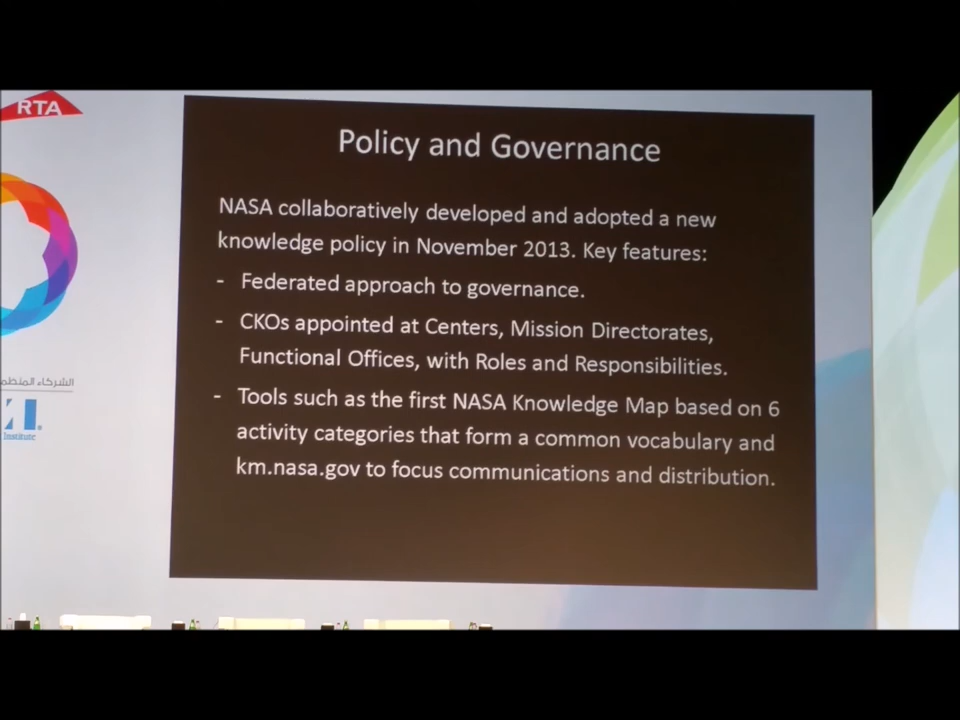 RTA
Policy and Governance
NASA collaboratively developed and adopted a new
knowledge policy in November 2013. Key features:
- Federated approach to governance.
- CKOs appointed at Centers, Mission Directorates,
Functional Offices, with Roles and Responsibilities.
- Tools such as the first NASA Knowledge Map based on 6
activity categories that form a common vocabulary and
km.nasa.gov to focus communications and distribution.
الشركاء
Institute